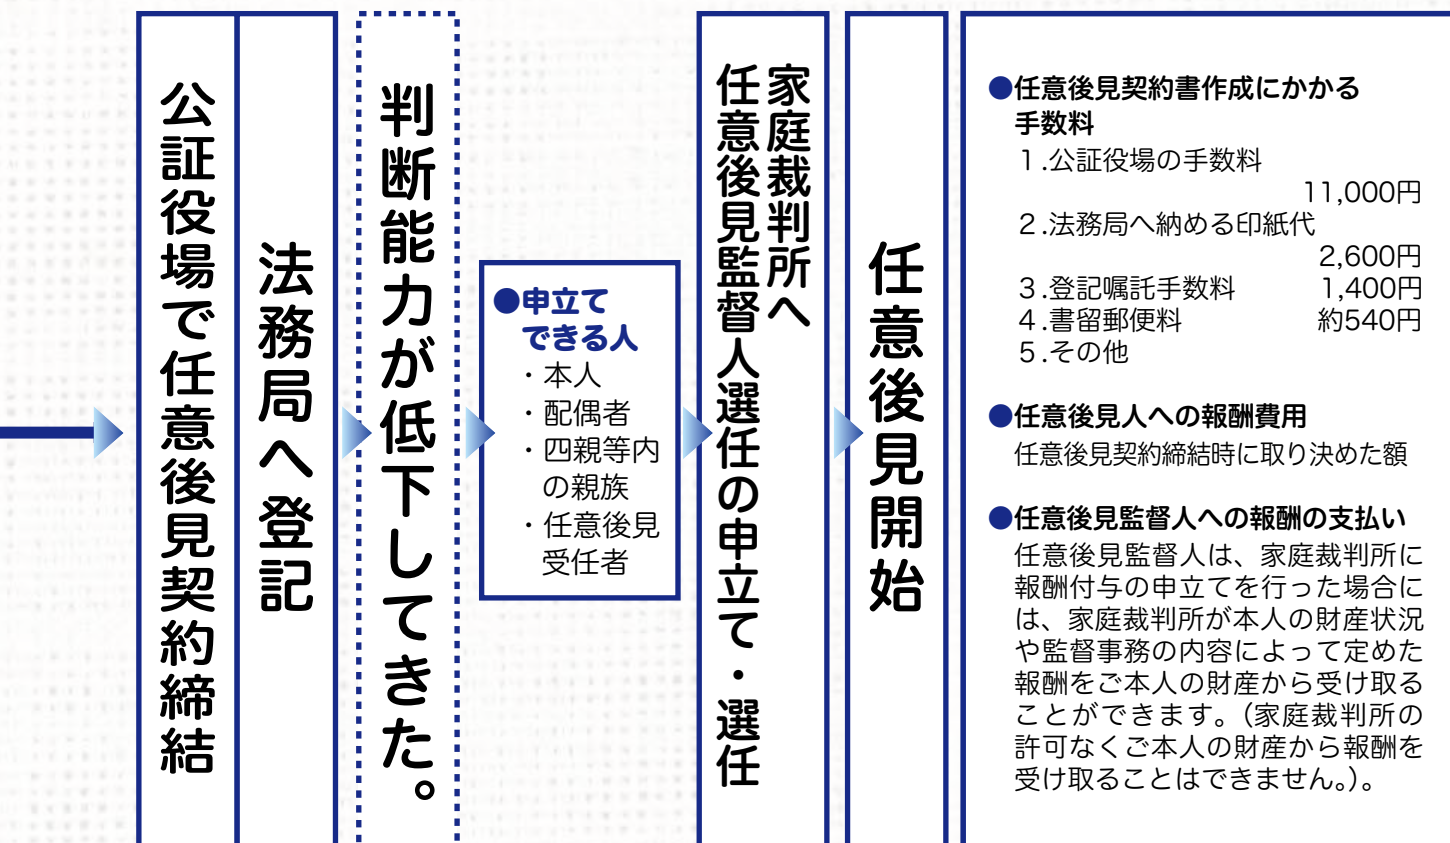 公証役場で任意後見契約締結
法務局へ登記
判断能力が低下してきた。
●申立て
できる人
・本人
・配偶者
・四親等内
の親族
・任意後見
受任者
家庭裁判所へ
任意後見監督人選任の申立て・選任
任意後見開始
●任意後見契約書作成にかかる
手数料
１.公証役場の手数料
11,000円
２.法務局へ納める印紙代
2,600円
３.登記嘱託手数料 1,400円
４.書留郵便料 約540円
５.その他
●任意後見人への報酬費用
任意後見契約締結時に取り決めた額
●任意後見監督人への報酬の支払い
任意後見監督人は、家庭裁判所に
報酬付与の申立てを行った場合に
は、家庭裁判所が本人の財産状況
や監督事務の内容によって定めた
報酬をご本人の財産から受け取る
ことができます。（家庭裁判所の
許可なくご本人の財産から報酬を
受け取ることはできません。）。